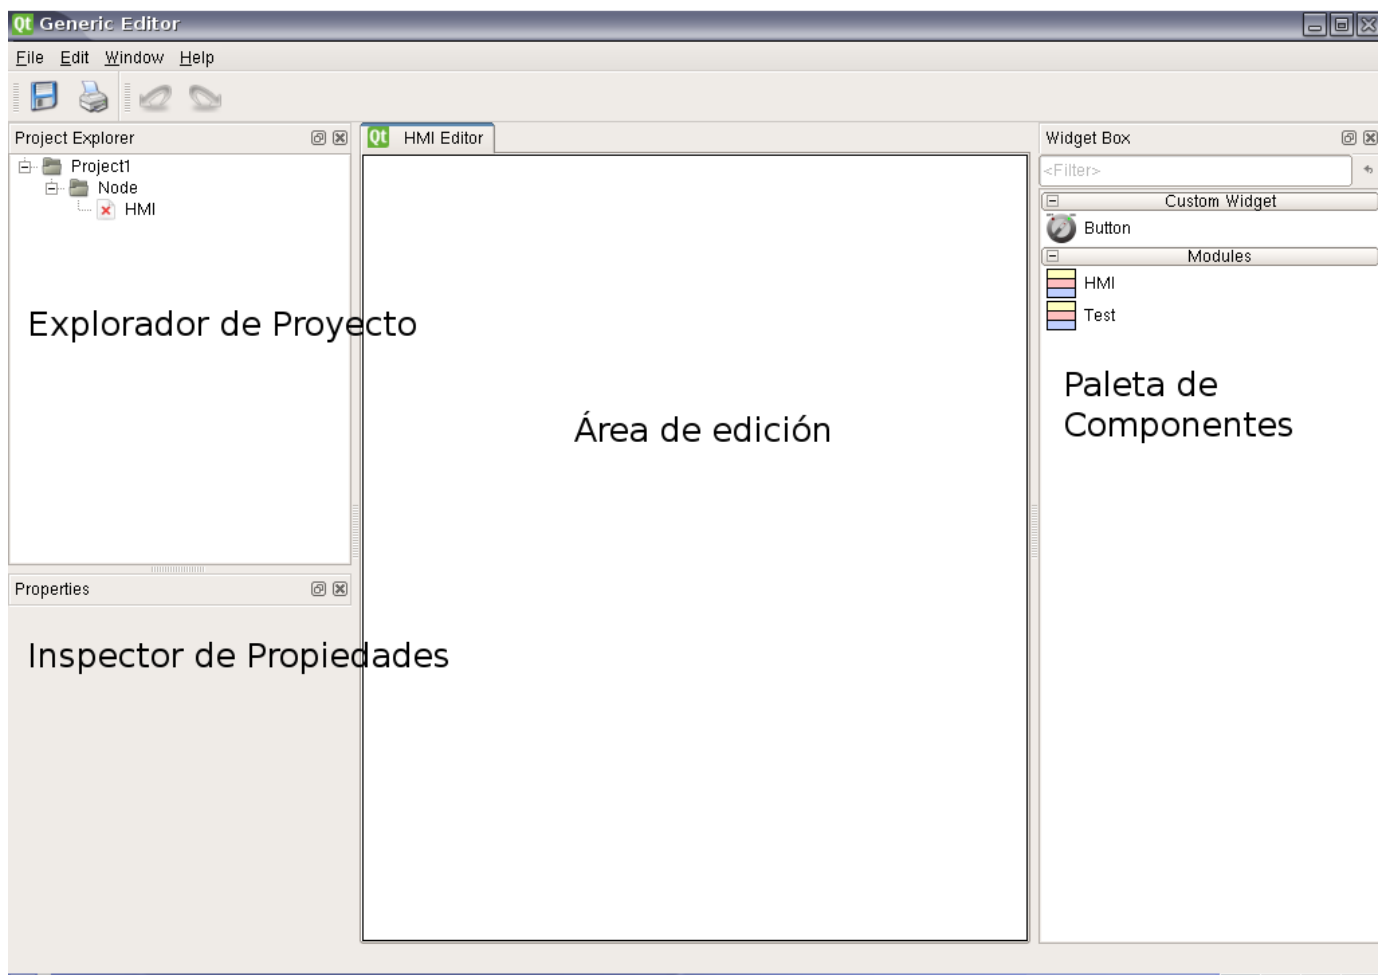 Qt Generic Editor
File Edit Window Help
Project Explorer
Project1
Node
HMI
Explorador de Proyecto
Properties
Inspector de Propiedades
Qt HMI Editor
Área de edición
Widget Box
<Filter>
Custom Widget
Button
Modules
HMI
Test
Paleta de
Componentes